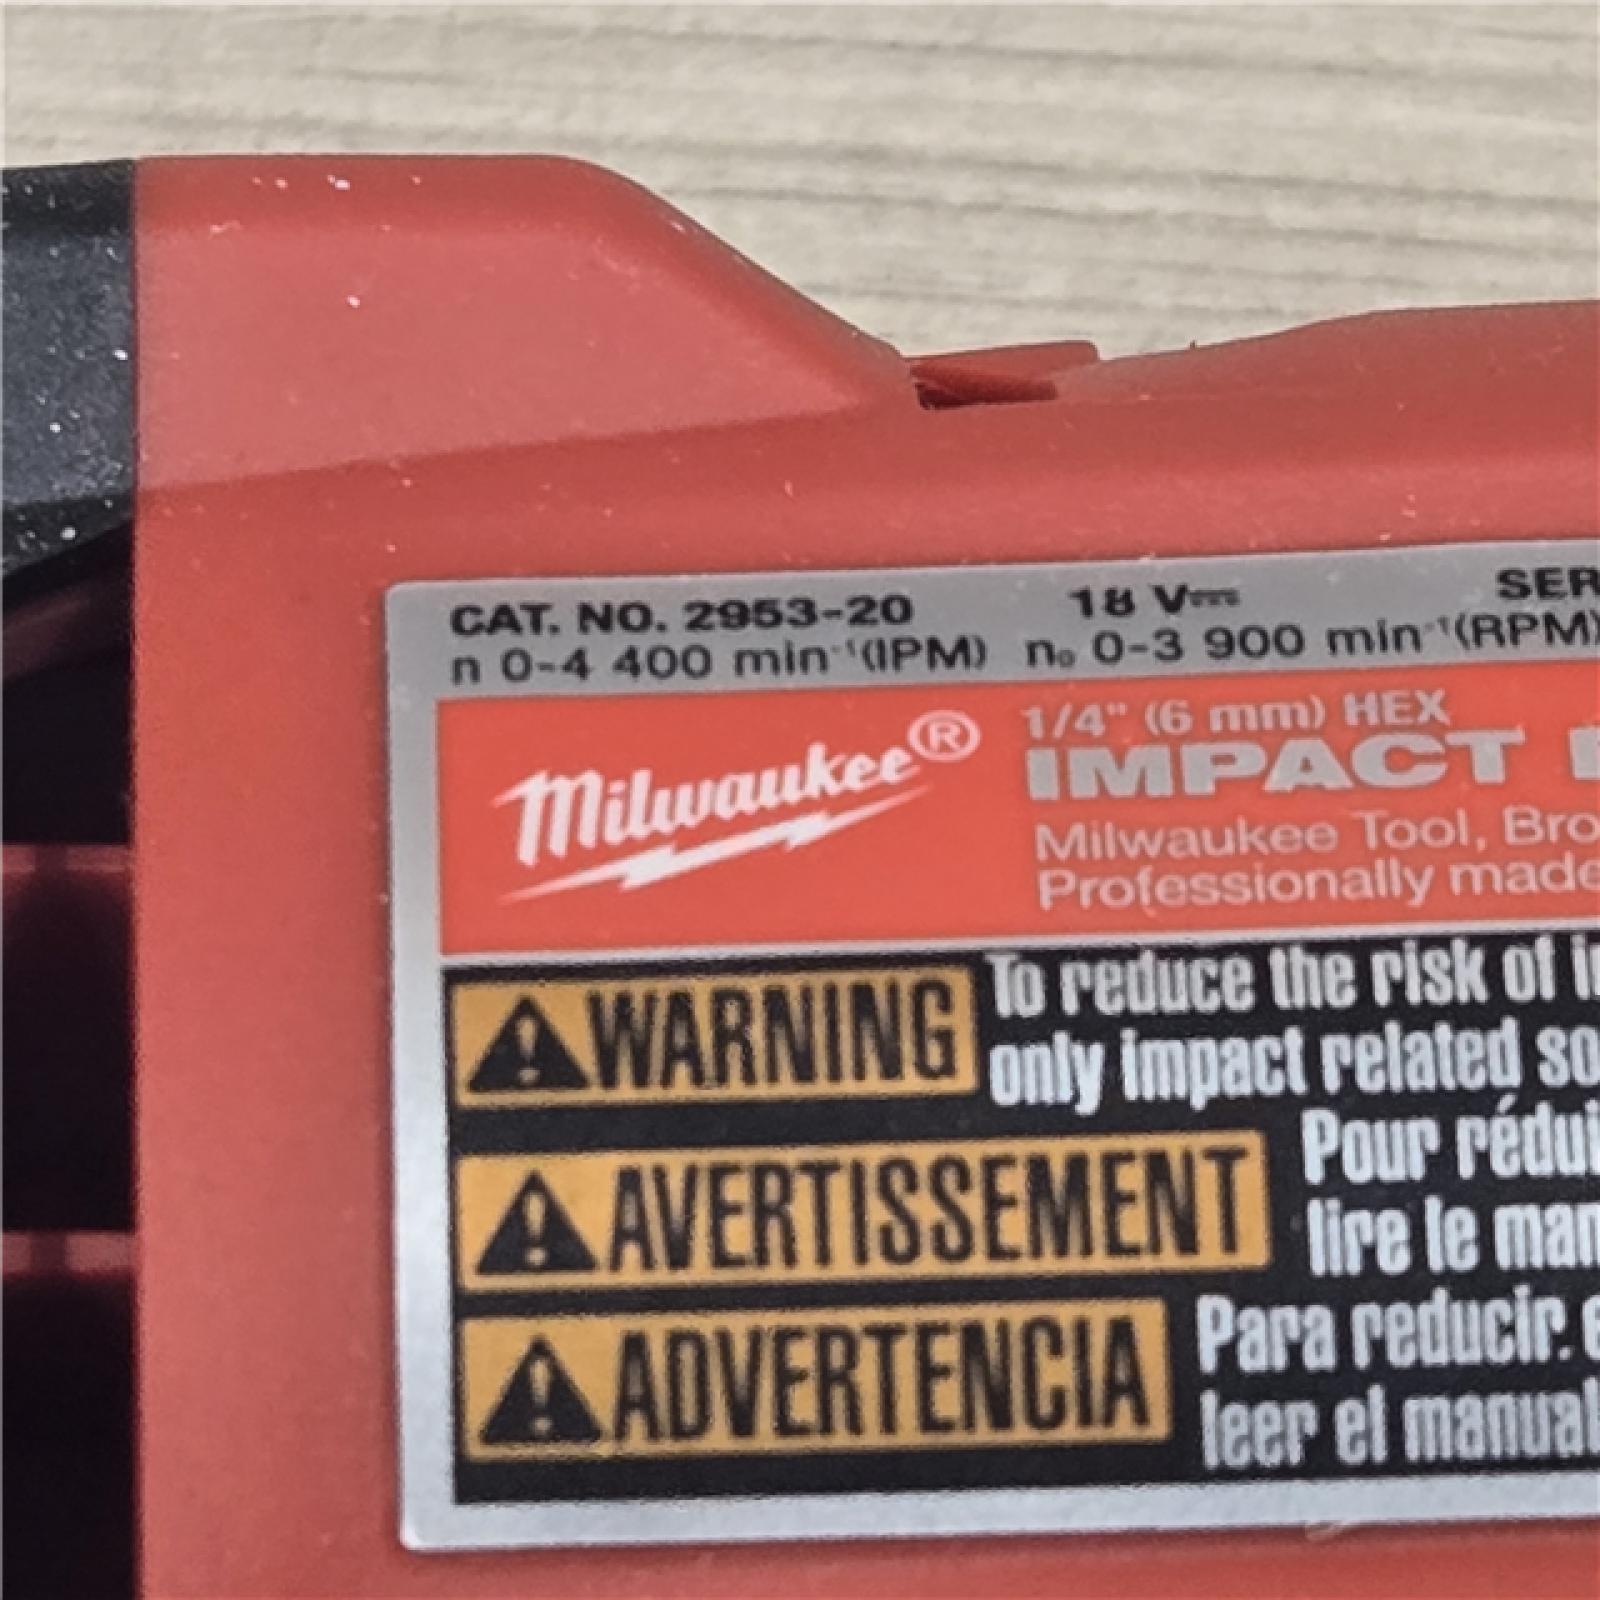 CAT. NO. 2953-20 18 V⎓ SER
n 0-4 400 min⁻¹(IPM) n₀ 0-3 900 min⁻¹(RPM)
Milwaukee®
1/4" (6 mm) HEX
IMPACT
Milwaukee Tool, Bro
Professionally made
WARNING To reduce the risk of
only impact related so
AVERTISSEMENT Pour rédui
lire le man
ADVERTENCIA Para reducir e
leer el manual